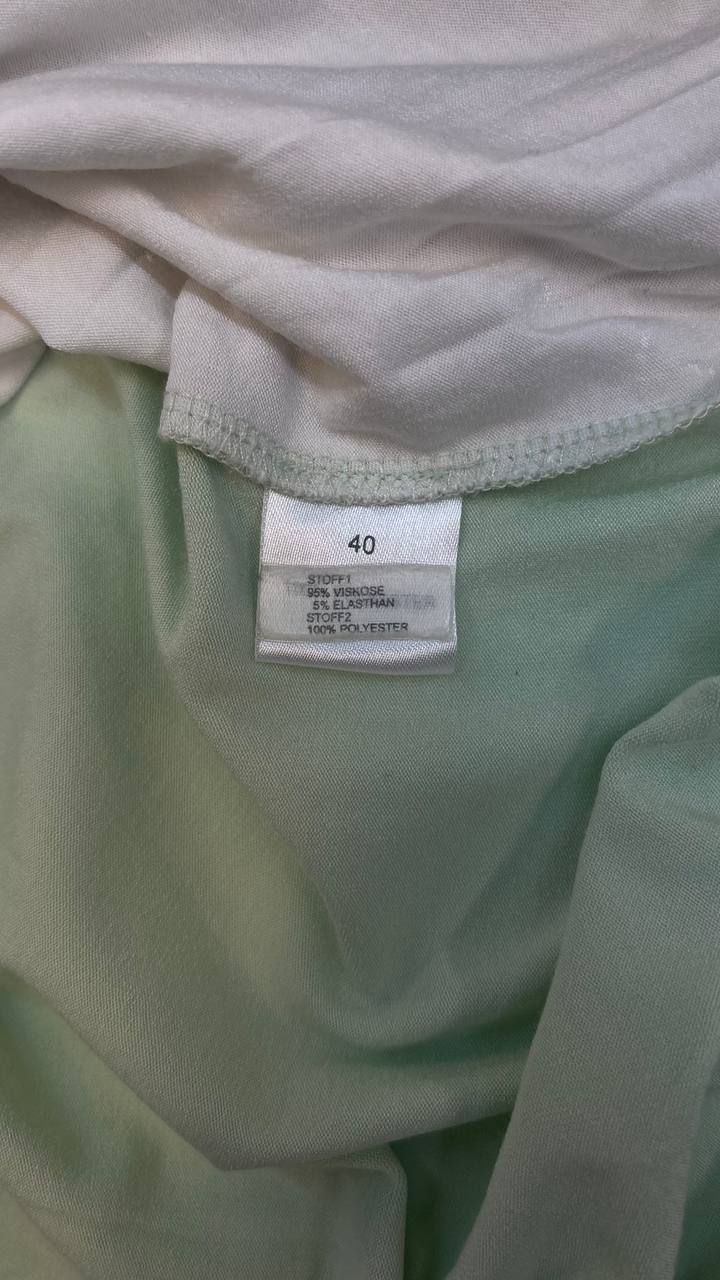 40
STOFF1
95% VISKOSE
5% ELASTHAN
STOFF2
100% POLYESTER